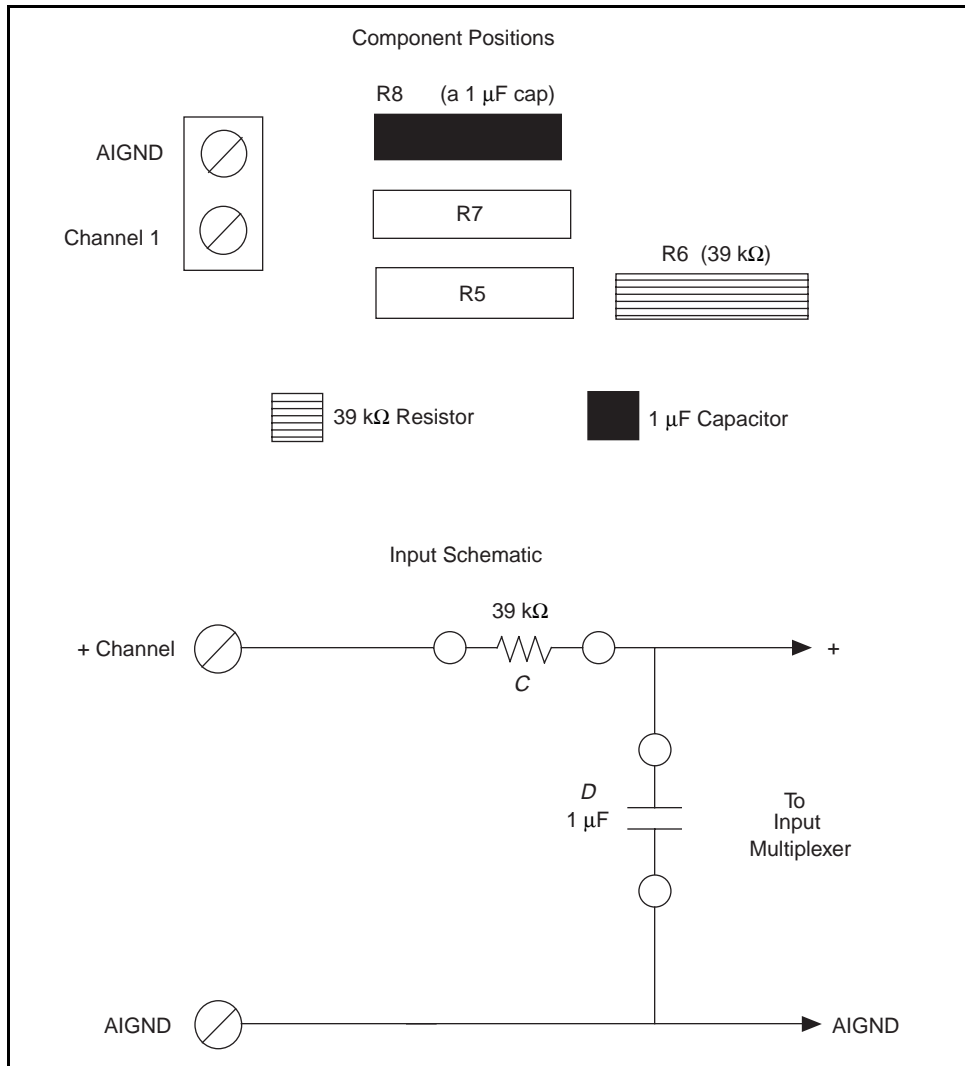 Component Positions
R8 (a 1 µF cap)
AIGND
R7
Channel 1
R6 (39 kΩ)
R5
39 kΩ Resistor
1 µF Capacitor
Input Schematic
39 kΩ
+ Channel
+
C
D
1 µF
To
Input
Multiplexer
AIGND
AIGND